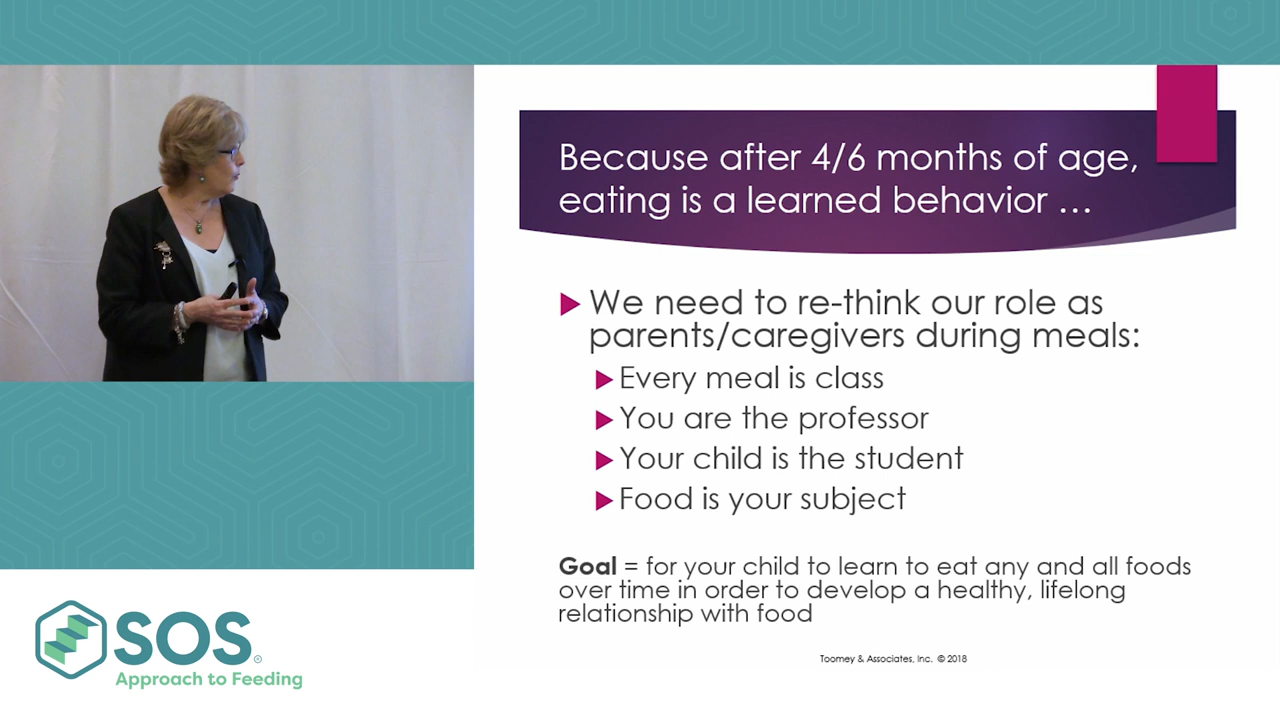 Because after 4/6 months of age,
eating is a learned behavior …
We need to re-think our role as
parents/caregivers during meals:
Every meal is class
You are the professor
Your child is the student
Food is your subject
Goal = for your child to learn to eat any and all foods
over time in order to develop a healthy, lifelong
relationship with food
Toomey & Associates, Inc. © 2018
SOS®
Approach to Feeding